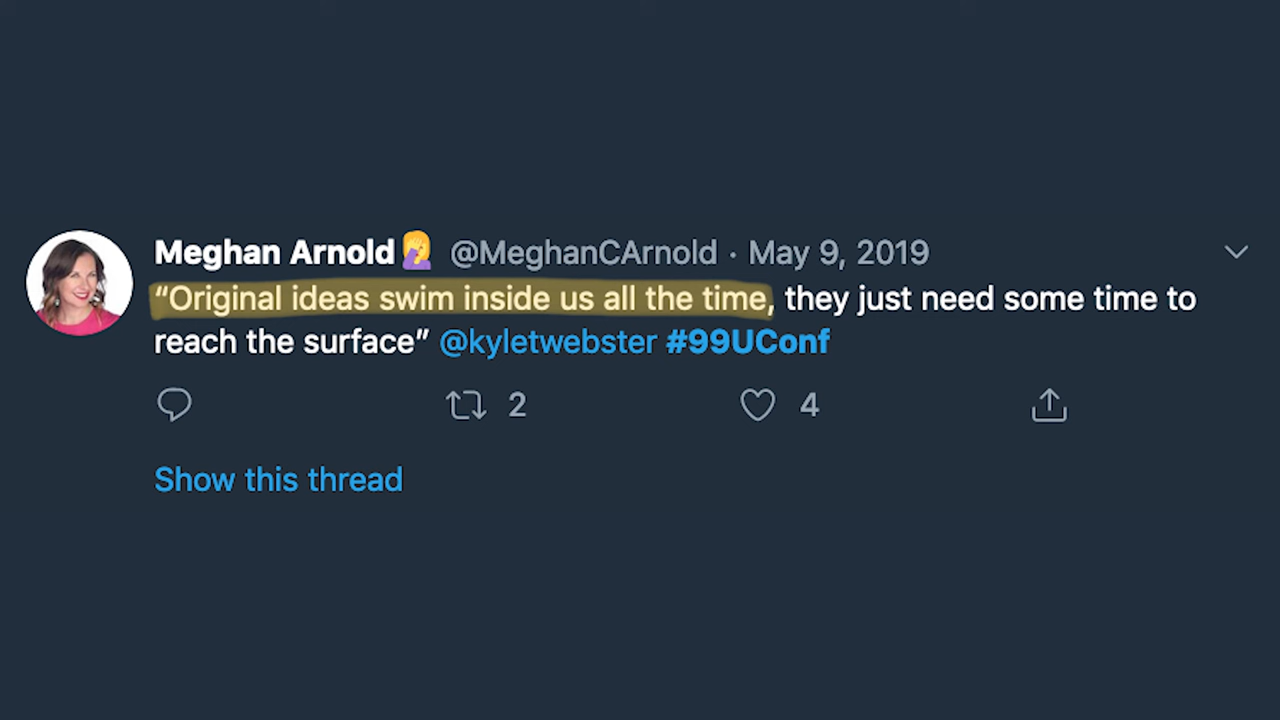 Meghan Arnold🤦‍♀️ @MeghanCArnold · May 9, 2019
“Original ideas swim inside us all the time, they just need some time to
reach the surface” @kyletwebster #99UConf
2 4
Show this thread